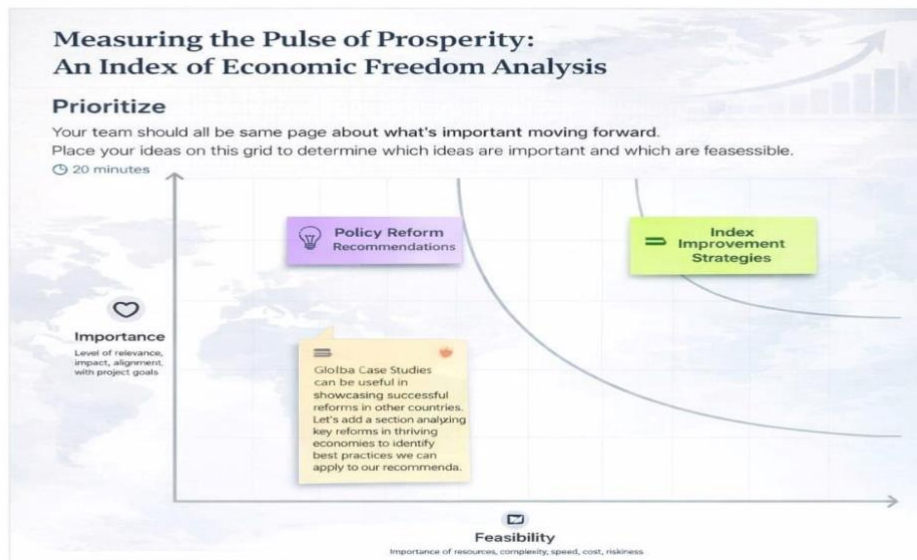 Measuring the Pulse of Prosperity:
An Index of Economic Freedom Analysis
Prioritize
Your team should all be same page about what's important moving forward.
Place your ideas on this grid to determine which ideas are important and which are feasessible.
20 minutes
Policy Reform
Recommendations
Index
Improvement
Strategies
Importance
Level of relevance,
impact, alignment,
with project goals
Glolba Case Studies
can be useful in
showcasing successful
reforms in other countries.
Let's add a section analyzing
key reforms in thriving
economies to identify
best practices we can
apply to our recommenda.
Feasibility
Importance of resources, complexity, speed, cost, riskiness